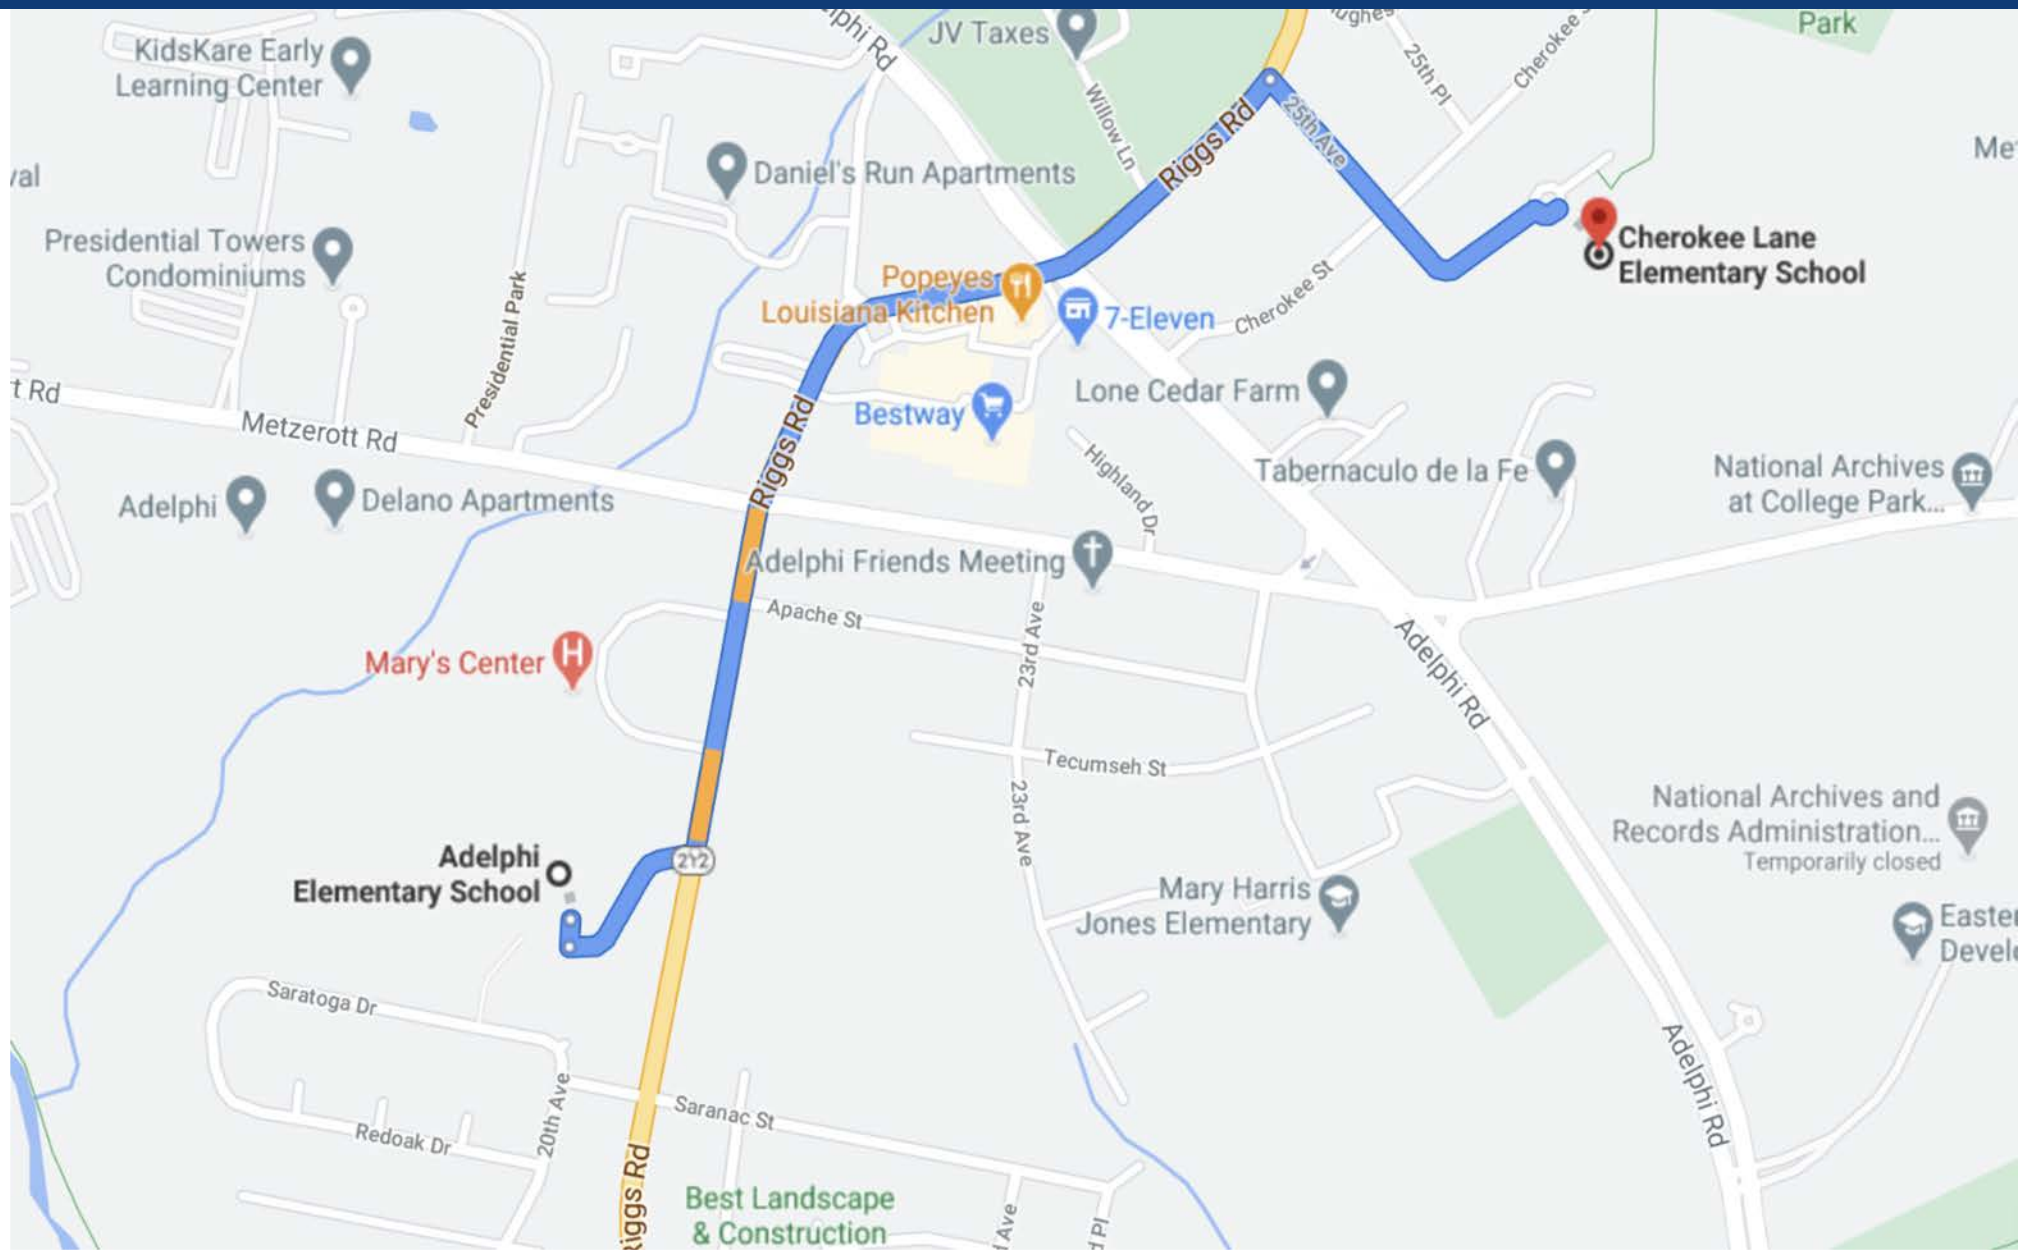 JV Taxes
Park
KidsKare Early
Learning Center
25th Pl
Cherokee
Willow Ln
25th Ave
Riggs Rd
Daniel's Run Apartments
Presidential Towers
Condominiums
Cherokee Lane
Elementary School
Popeyes
Louisiana Kitchen
7-Eleven
Cherokee St
Presidential Park
Rd
Metzerott Rd
Riggs Rd
Bestway
Lone Cedar Farm
Highland Dr
Tabernaculo de la Fe
National Archives
at College Park...
Adelphi
Delano Apartments
Adelphi Friends Meeting
Apache St
23rd Ave
Mary's Center
Adelphi Rd
Tecumseh St
23rd Ave
National Archives and
Records Administration...
Temporarily closed
Adelphi
Elementary School
212
Mary Harris
Jones Elementary
Saratoga Dr
20th Ave
Redoak Dr
Saranac St
Riggs Rd
Adelphi Rd
Best Landscape
& Construction
Ave
Pl